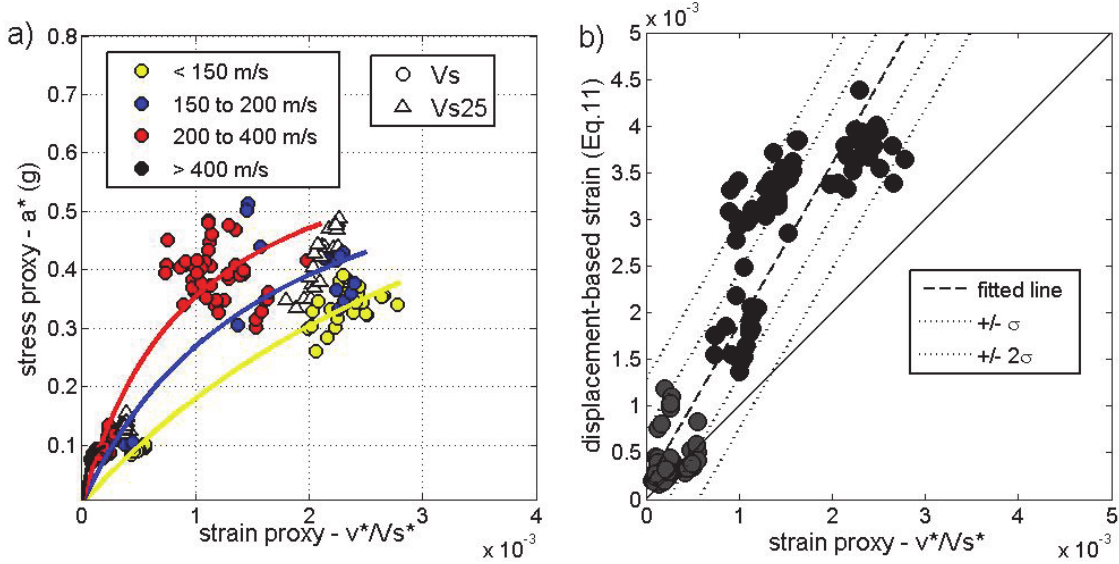 a)
0.8
0.7
0.6
0.5
0.4
0.3
0.2
0.1
stress proxy - a* (g)
< 150 m/s
150 to 200 m/s
200 to 400 m/s
> 400 m/s
Vs
Vs25
0 1 2 3 4
strain proxy - v*/Vs*
x 10⁻³
b)
x 10⁻³
5
4.5
4
3.5
3
2.5
2
1.5
1
0.5
0
displacement-based strain (Eq.11)
fitted line
+/- σ
+/- 2σ
0 1 2 3 4 5
strain proxy - v*/Vs*
x 10⁻³